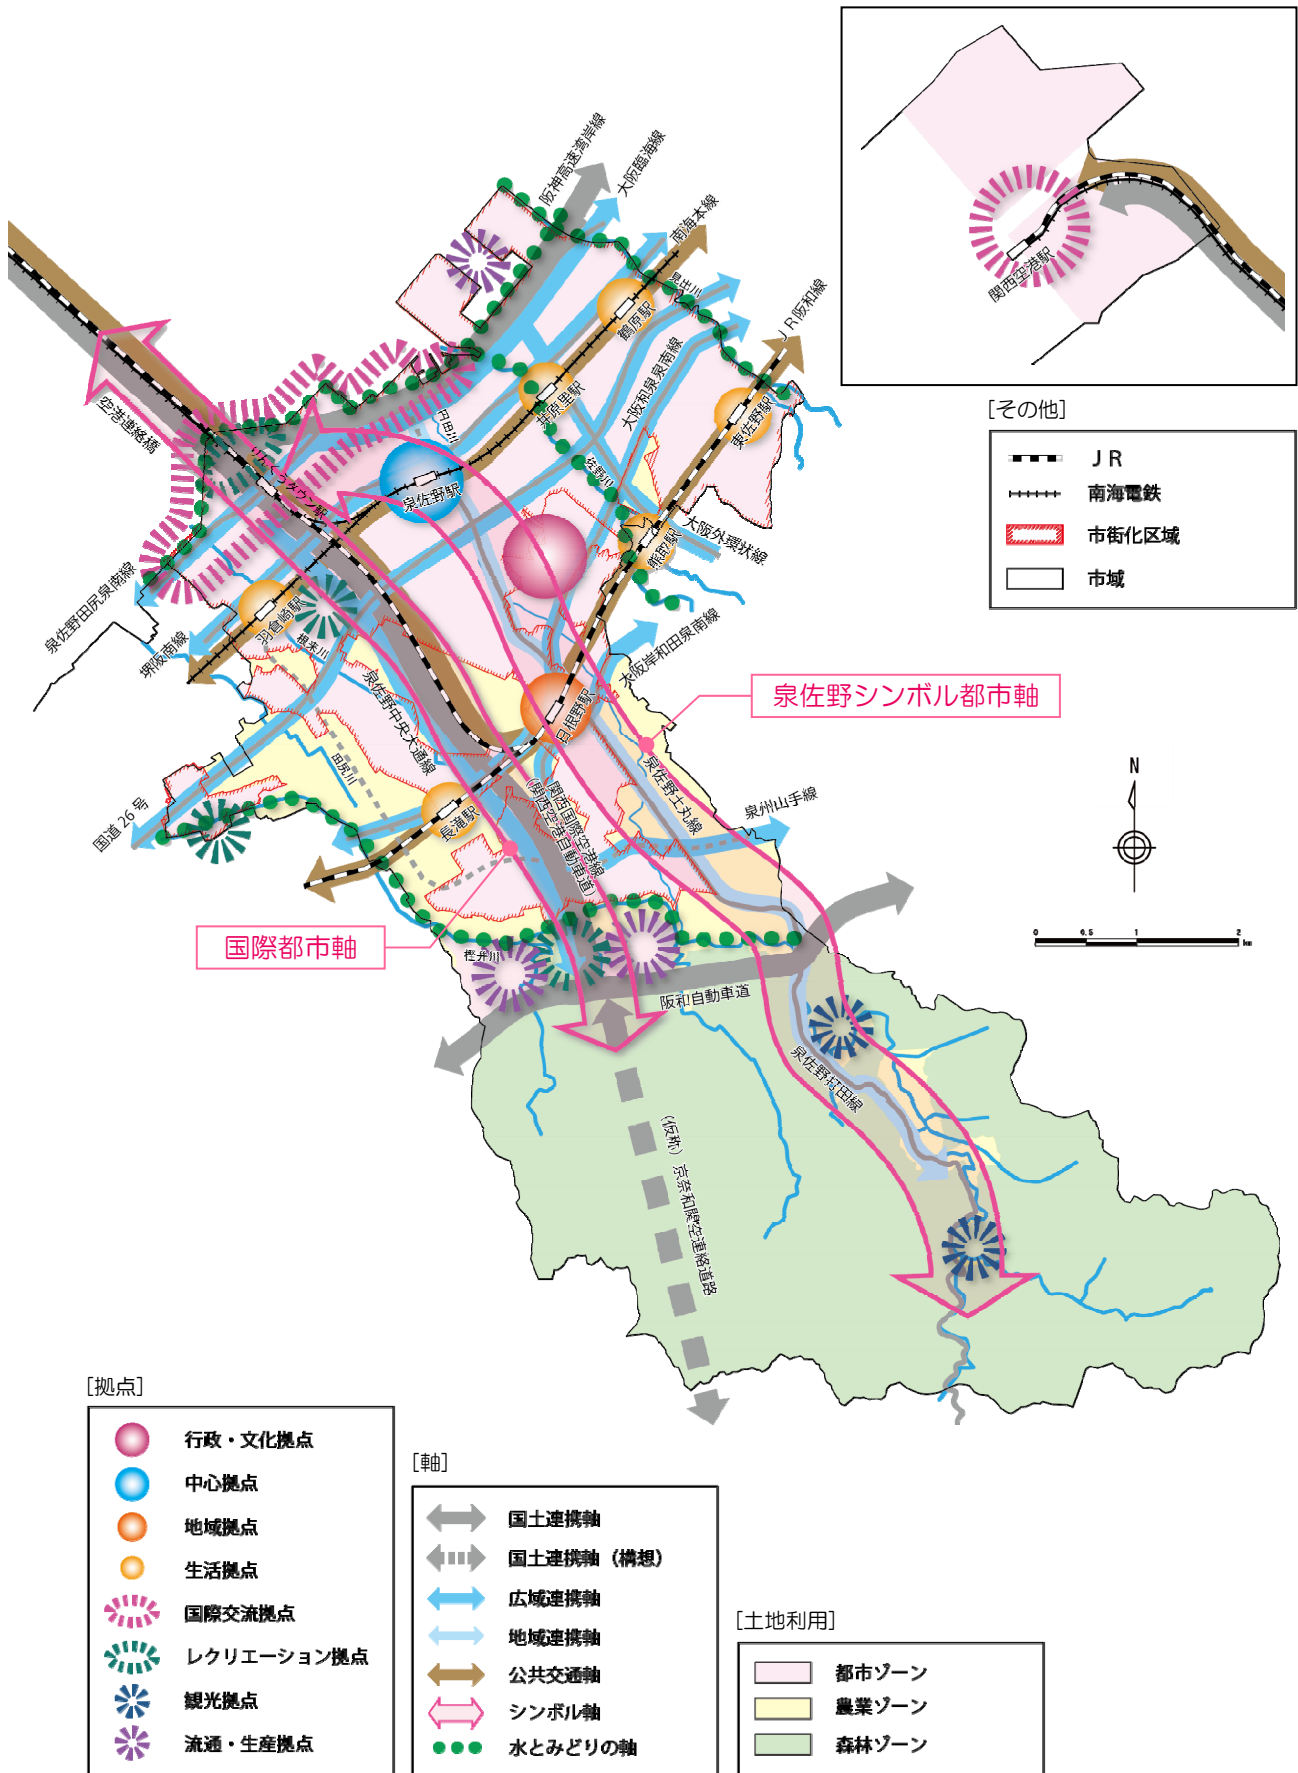 阪神高速湾岸線
大阪臨海線
南海本線
見出川
鶴原駅
JR阪和線
関西空港駅
[その他]
JR
南海電鉄
市街化区域
市域
空港連絡橋
りんくうタウン駅
円田川
井原里駅
大阪和泉泉南線
東佐野駅
泉佐野駅
佐野川
熊取駅
大阪外環状線
泉佐野田尻泉南線
堺阪南線
羽倉崎駅
根来川
大阪岸和田泉南線
泉佐野シンボル都市軸
泉佐野中央大通線
日根野駅
田尻川
国道26号
長滝駅
関西国際空港線
(関西空港自動車道)
泉佐野土丸線
泉州山手線
N
国際都市軸
樫井川
0 0.5 1 2
km
阪和自動車道
泉佐野打田線
(仮称) 京奈和関空連絡道路
[拠点]
行政・文化拠点
中心拠点
地域拠点
生活拠点
国際交流拠点
レクリエーション拠点
観光拠点
流通・生産拠点
[軸]
国土連携軸
国土連携軸（構想）
広域連携軸
地域連携軸
公共交通軸
シンボル軸
水とみどりの軸
[土地利用]
都市ゾーン
農業ゾーン
森林ゾーン